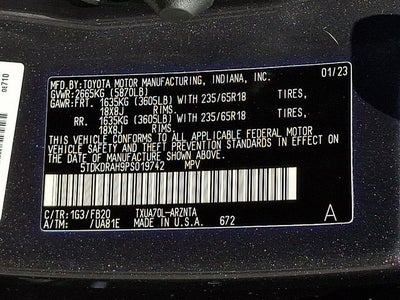 0E710
MFD.BY:TOYOTA MOTOR MANUFACTURING, INDIANA, INC.
GVWR:2665KG (5870LB) 01/23
GAWR:FRT. 1635KG (3605LB) WITH 235/65R18 TIRES,
18X8J RIMS.
RR. 1635KG (3605LB) WITH 235/65R18 TIRES,
18X8J RIMS.
THIS VEHICLE CONFORMS TO ALL APPLICABLE FEDERAL MOTOR
VEHICLE SAFETY AND THEFT PREVENTION STANDARDS IN EFFECT
ON THE DATE OF MANUFACTURE SHOWN ABOVE.
5TDKDRAH9PS019742 MPV
C/TR:1G3/FB20 TXUA70L-ARZNTA
A/TM: /UA81E MADE IN U.S.A. 672
A